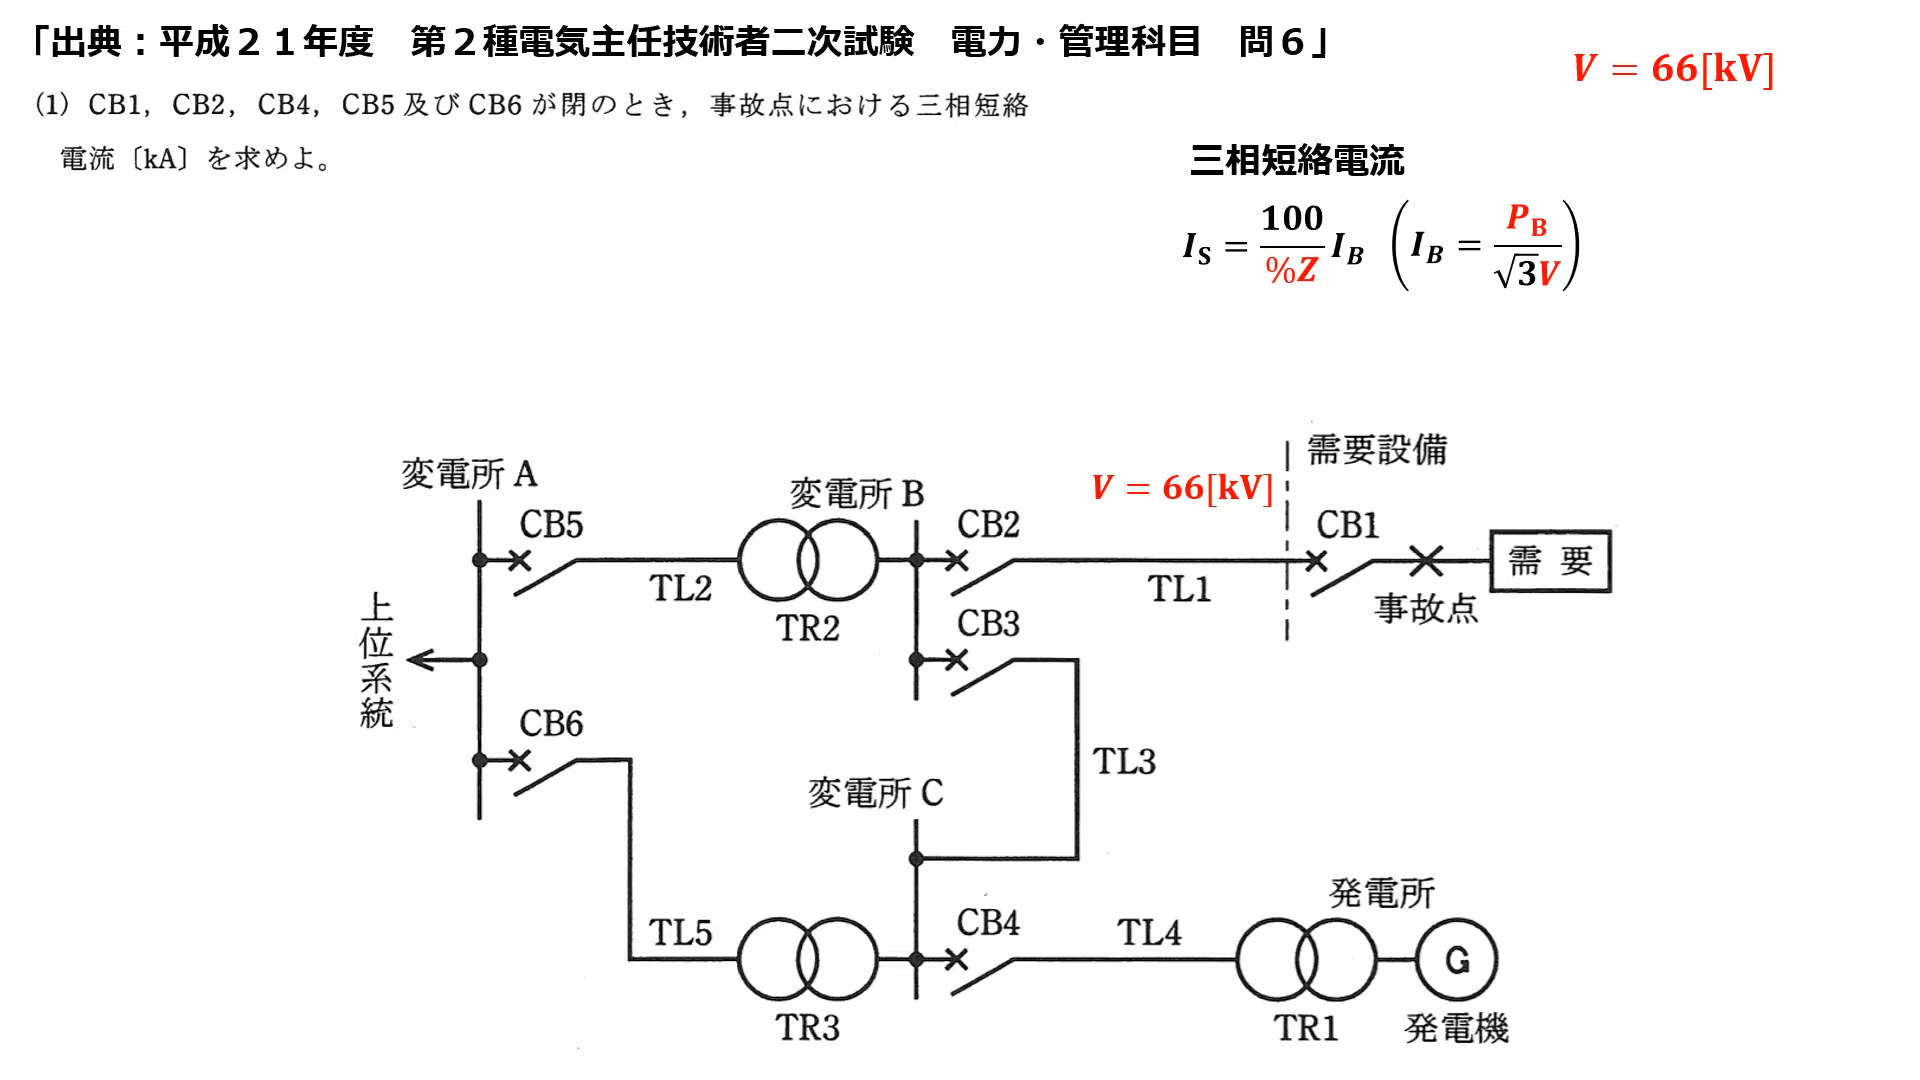 「出典：平成２１年度　第２種電気主任技術者二次試験　電力・管理科目　問６」
V = 66[kV]
(1) CB1，CB2，CB4，CB5 及び CB6 が閉のとき，事故点における三相短絡
電流〔kA〕を求めよ。
三相短絡電流
I_S = 100/%Z I_B (I_B = P_B/√3V)
変電所 A
CB5
TL2
TR2
変電所 B
CB2
V = 66[kV]
TL1
需要設備
CB1
事故点
需 要
上位系統
CB3
TL3
CB6
変電所 C
TL5
TR3
CB4
TL4
発電所
TR1
G
発電機